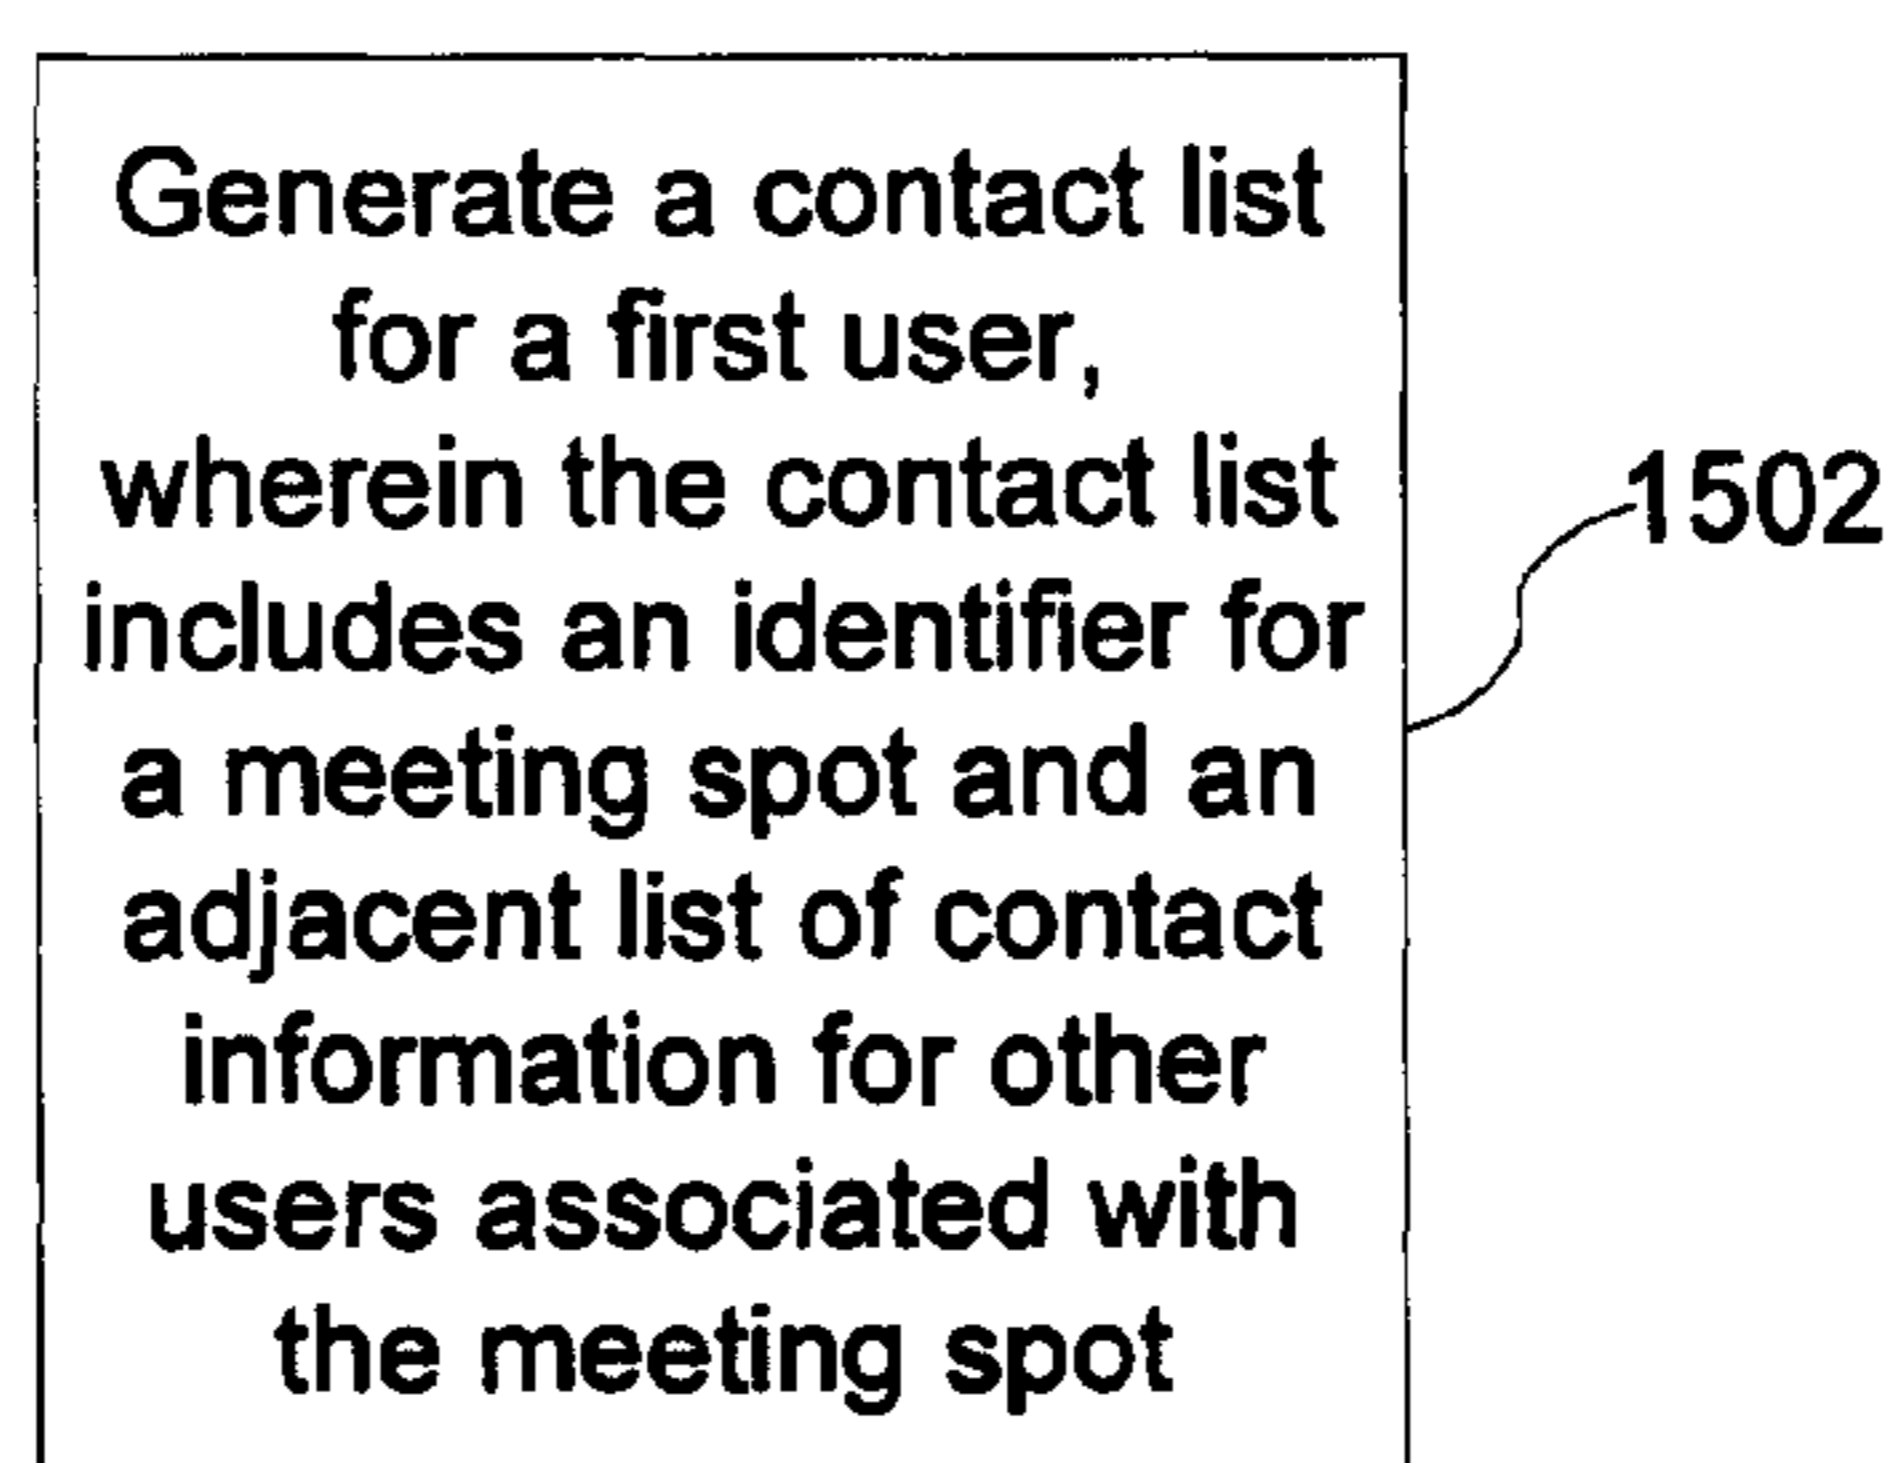 Generate a contact list
for a first user,
wherein the contact list
includes an identifier for
a meeting spot and an
adjacent list of contact
information for other
users associated with
the meeting spot
1502